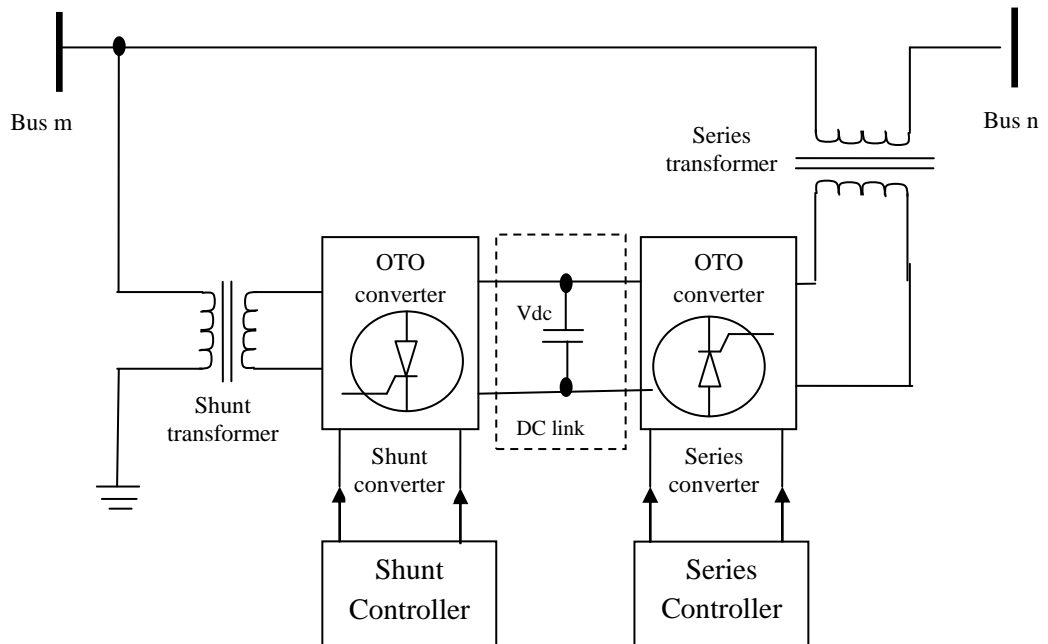 Bus m
Bus n
Series
transformer
OTO
converter
Vdc
OTO
converter
Shunt
transformer
DC link
Shunt
converter
Series
converter
Shunt
Controller
Series
Controller